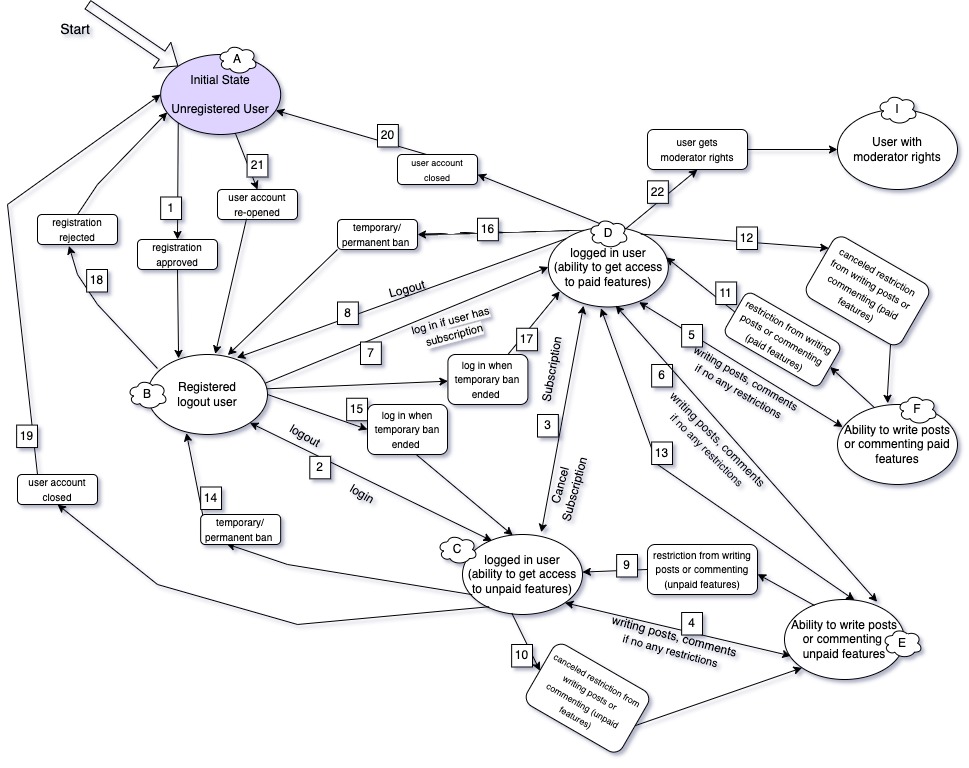 Start
A
Initial State
Unregistered User
I
User with
moderator rights
user gets
moderator rights
22
20
user account
closed
21
user account
re-opened
1
registration
approved
registration
rejected
18
temporary/
permanent ban
16
D
logged in user
(ability to get access
to paid features)
12
canceled restriction
from writing posts or
commenting (paid
features)
11
restriction from writing
posts or commenting
(paid features)
8
Logout
7
log in if user has
subscription
17
log in when
temporary ban
ended
15
log in when
temporary ban
ended
B
Registered
logout user
5
writing posts, comments
if no any restrictions
6
writing posts, comments
if no any restrictions
F
Ability to write posts
or commenting paid
features
Subscription
3
Cancel
Subscription
13
logout
2
login
19
user account
closed
14
temporary/
permanent ban
C
logged in user
(ability to get access
to unpaid features)
9
restriction from writing
posts or commenting
(unpaid features)
4
writing posts, comments
if no any restrictions
E
Ability to write posts
or commenting
unpaid features
10
canceled restriction from
writing posts or
commenting (unpaid
features)